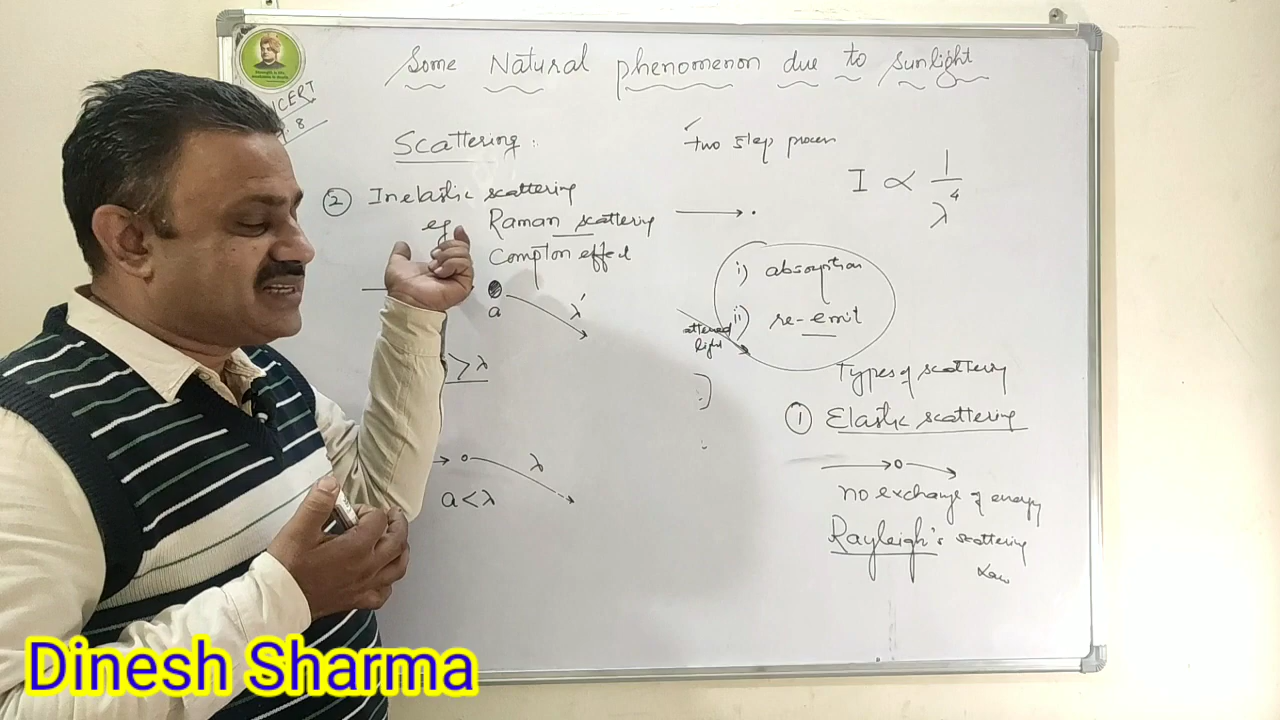 Some Natural phenomenon due to sunlight
NCERT
8
Scattering:
② Inelastic scattering
eg Raman scattering
Compton effect
a λ'
> λ
λ
a < λ
two step process
I ∝ 1/λ⁴
i) absorption
ii) re-emit
light
Types of scattering
① Elastic scattering
no exchange of energy
Rayleigh's scattering
Law
Dinesh Sharma